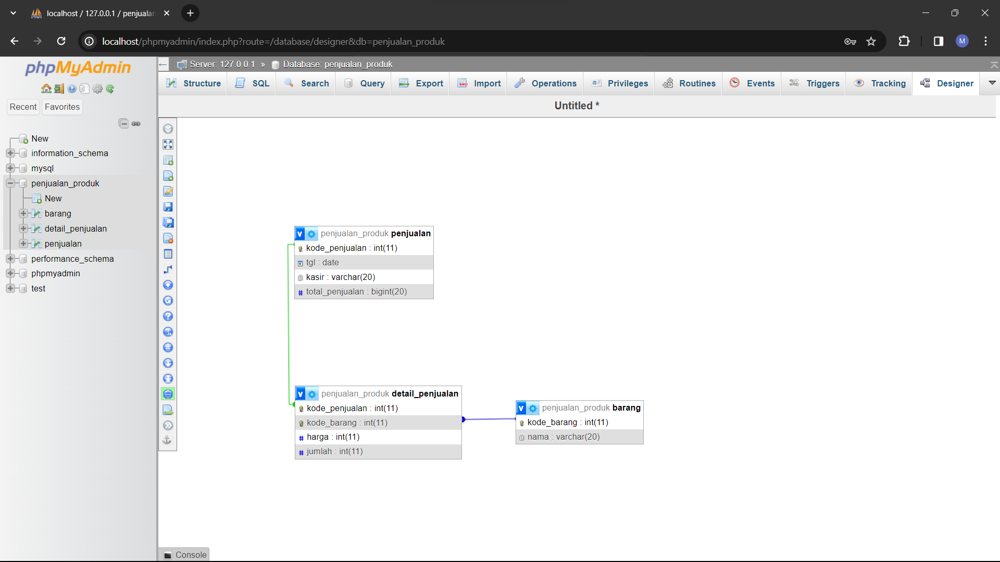 localhost / 127.0.0.1 / penjualan
localhost/phpmyadmin/index.php?route=/database/designer&db=penjualan_produk
M
phpMyAdmin
Server: 127.0.0.1 » Database: penjualan_produk
Structure SQL Search Query Export Import Operations Privileges Routines Events Triggers Tracking Designer
Recent Favorites
Untitled *
New
information_schema
mysql
penjualan_produk
New
barang
detail_penjualan
penjualan
performance_schema
phpmyadmin
test
v penjualan_produk penjualan
kode_penjualan : int(11)
tgl : date
kasir : varchar(20)
# total_penjualan : bigint(20)
v penjualan_produk detail_penjualan
kode_penjualan : int(11)
kode_barang : int(11)
# harga : int(11)
# jumlah : int(11)
v penjualan_produk barang
kode_barang : int(11)
nama : varchar(20)
Console